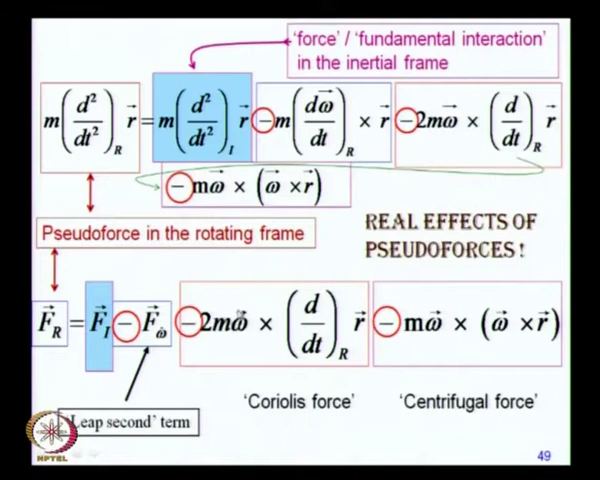 ‘force’ / ‘fundamental interaction’
in the inertial frame
m(d²/dt²)_R r⃗ = m(d²/dt²)_I r⃗ − m(dω⃗/dt)_R × r⃗ − 2mω⃗ × (d/dt)_R r⃗
− mω⃗ × (ω⃗ × r⃗)
Pseudoforce in the rotating frame
REAL EFFECTS OF
PSEUDOFORCES !
F⃗_R = F⃗_I − F⃗_ω̇ − 2mω⃗ × (d/dt)_R r⃗ − mω⃗ × (ω⃗ × r⃗)
‘Coriolis force’ ‘Centrifugal force’
Leap second’ term
NPTEL
49